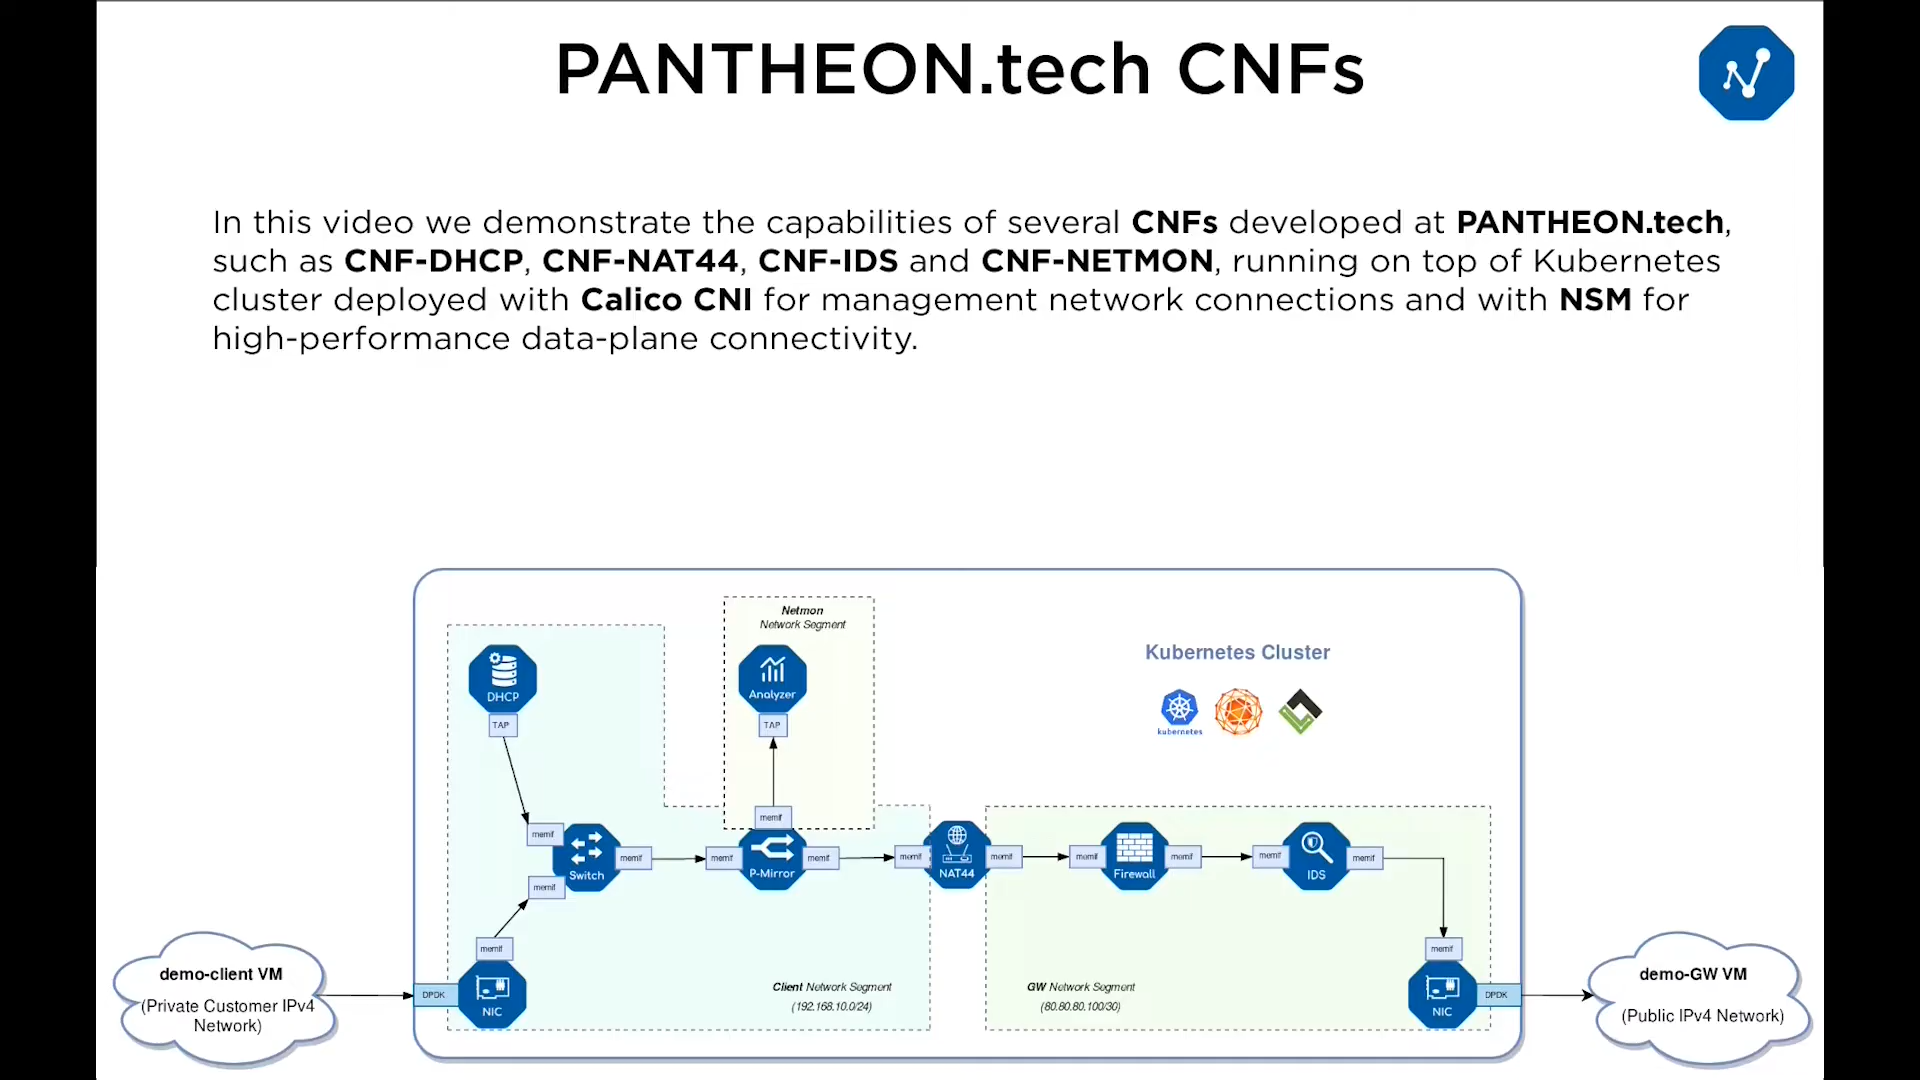 PANTHEON.tech CNFs
In this video we demonstrate the capabilities of several CNFs developed at PANTHEON.tech,
such as CNF-DHCP, CNF-NAT44, CNF-IDS and CNF-NETMON, running on top of Kubernetes
cluster deployed with Calico CNI for management network connections and with NSM for
high-performance data-plane connectivity.
Netmon
Network Segment
Kubernetes Cluster
kubernetes
DHCP
TAP
Analyzer
TAP
memif
memif
Switch
memif
memif
P-Mirror
memif
memif
NAT44
memif
memif
Firewall
memif
memif
IDS
memif
memif
memif
memif
demo-client VM
(Private Customer IPv4
Network)
DPDK
NIC
Client Network Segment
(192.168.10.0/24)
GW Network Segment
(80.80.80.100/30)
NIC
DPDK
demo-GW VM
(Public IPv4 Network)